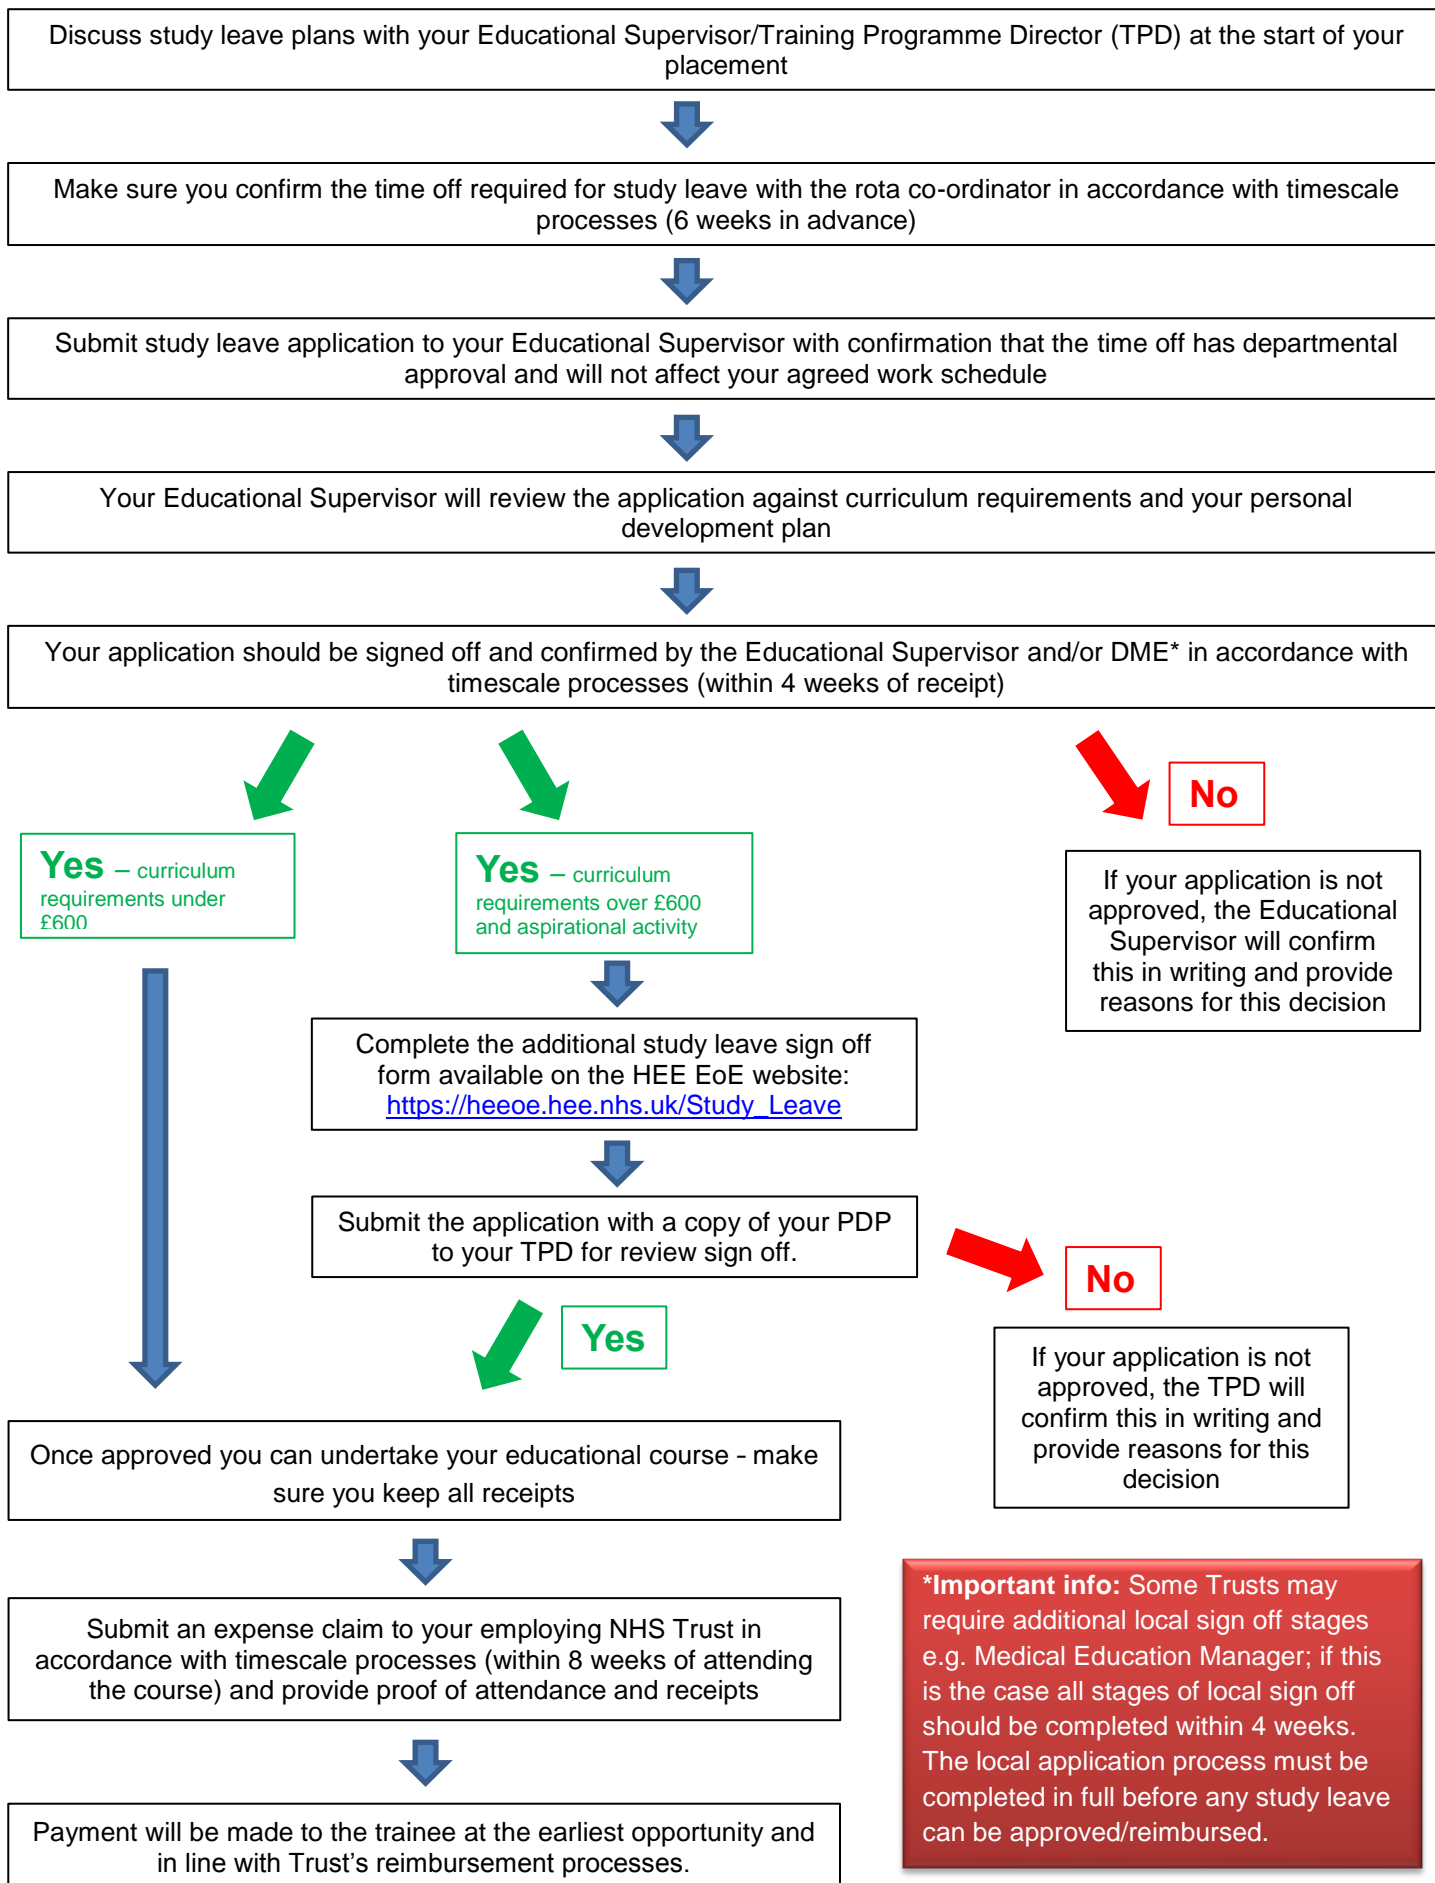 Discuss study leave plans with your Educational Supervisor/Training Programme Director (TPD) at the start of your
placement
Make sure you confirm the time off required for study leave with the rota co-ordinator in accordance with timescale
processes (6 weeks in advance)
Submit study leave application to your Educational Supervisor with confirmation that the time off has departmental
approval and will not affect your agreed work schedule
Your Educational Supervisor will review the application against curriculum requirements and your personal
development plan
Your application should be signed off and confirmed by the Educational Supervisor and/or DME* in accordance with
timescale processes (within 4 weeks of receipt)
Yes – curriculum
requirements under
£600
Yes – curriculum
requirements over £600
and aspirational activity
No
If your application is not
approved, the Educational
Supervisor will confirm
this in writing and provide
reasons for this decision
Complete the additional study leave sign off
form available on the HEE EoE website:
https://heeoe.hee.nhs.uk/Study_Leave
Submit the application with a copy of your PDP
to your TPD for review sign off.
No
If your application is not
approved, the TPD will
confirm this in writing and
provide reasons for this
decision
Yes
Once approved you can undertake your educational course - make
sure you keep all receipts
Submit an expense claim to your employing NHS Trust in
accordance with timescale processes (within 8 weeks of attending
the course) and provide proof of attendance and receipts
Payment will be made to the trainee at the earliest opportunity and
in line with Trust's reimbursement processes.
*Important info: Some Trusts may
require additional local sign off stages
e.g. Medical Education Manager; if this
is the case all stages of local sign off
should be completed within 4 weeks.
The local application process must be
completed in full before any study leave
can be approved/reimbursed.